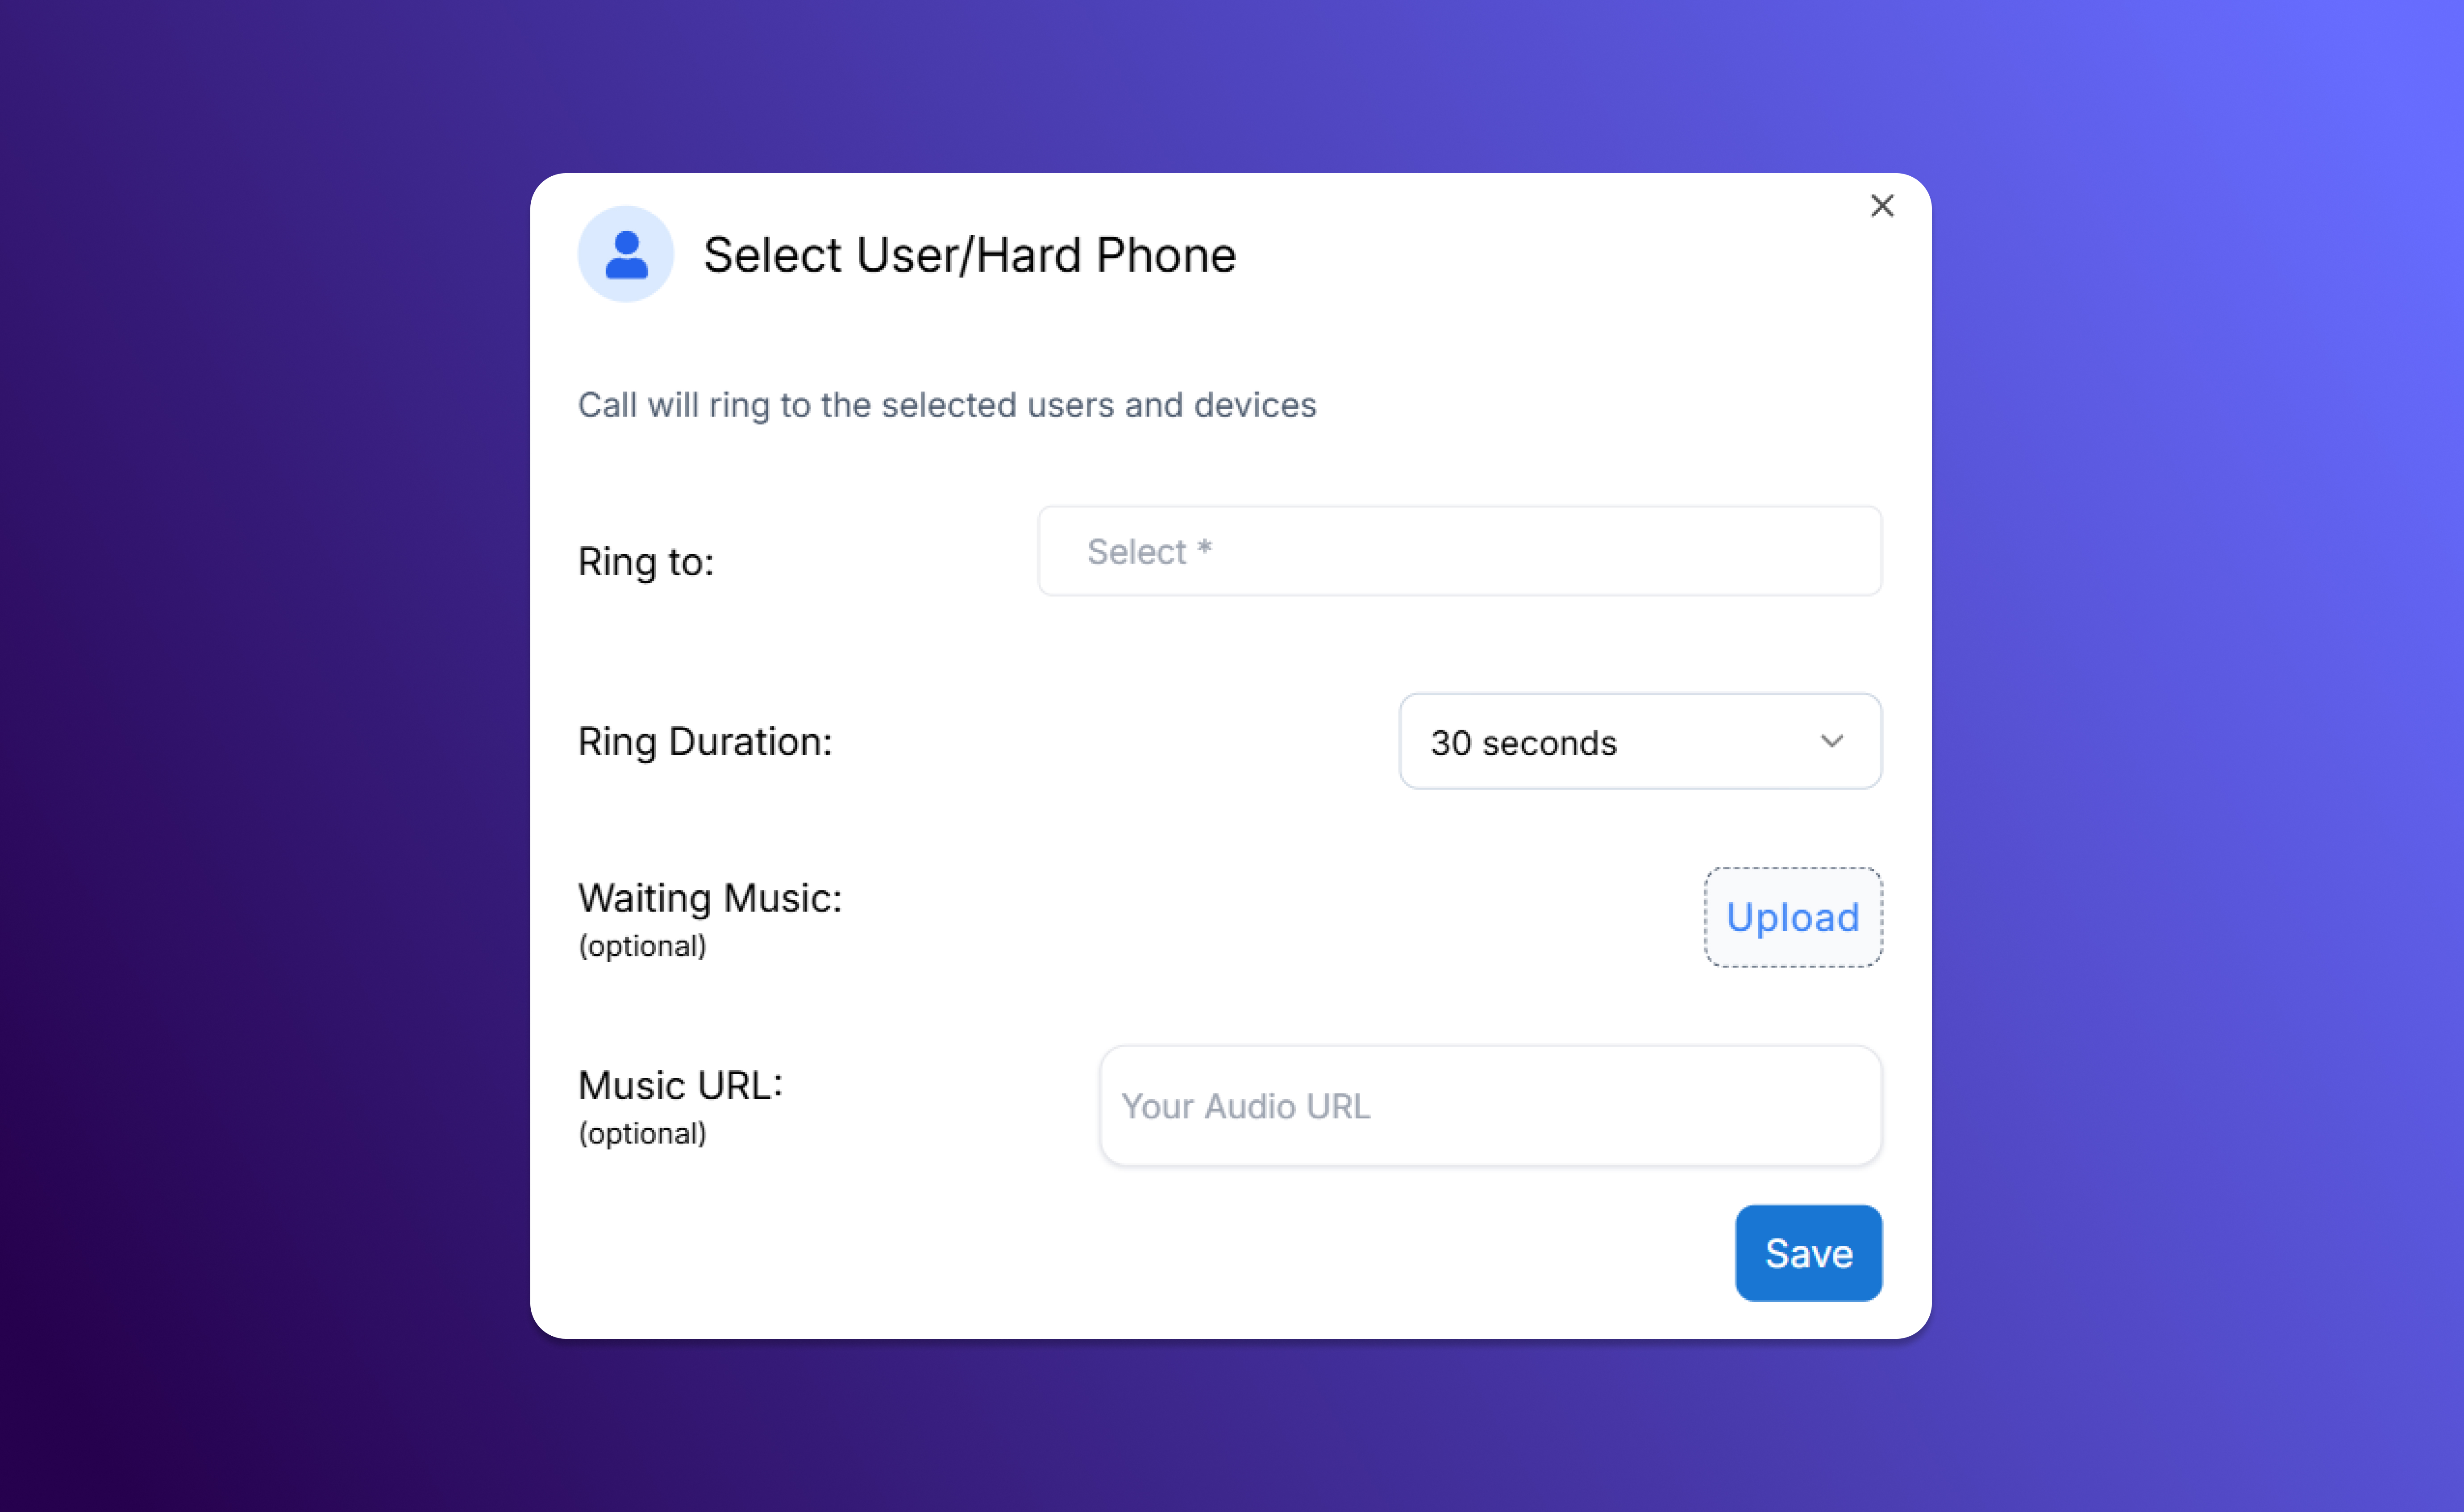 Select User/Hard Phone
Call will ring to the selected users and devices
Ring to:
Select *
Ring Duration:
30 seconds
Waiting Music:
(optional)
Upload
Music URL:
(optional)
Your Audio URL
Save